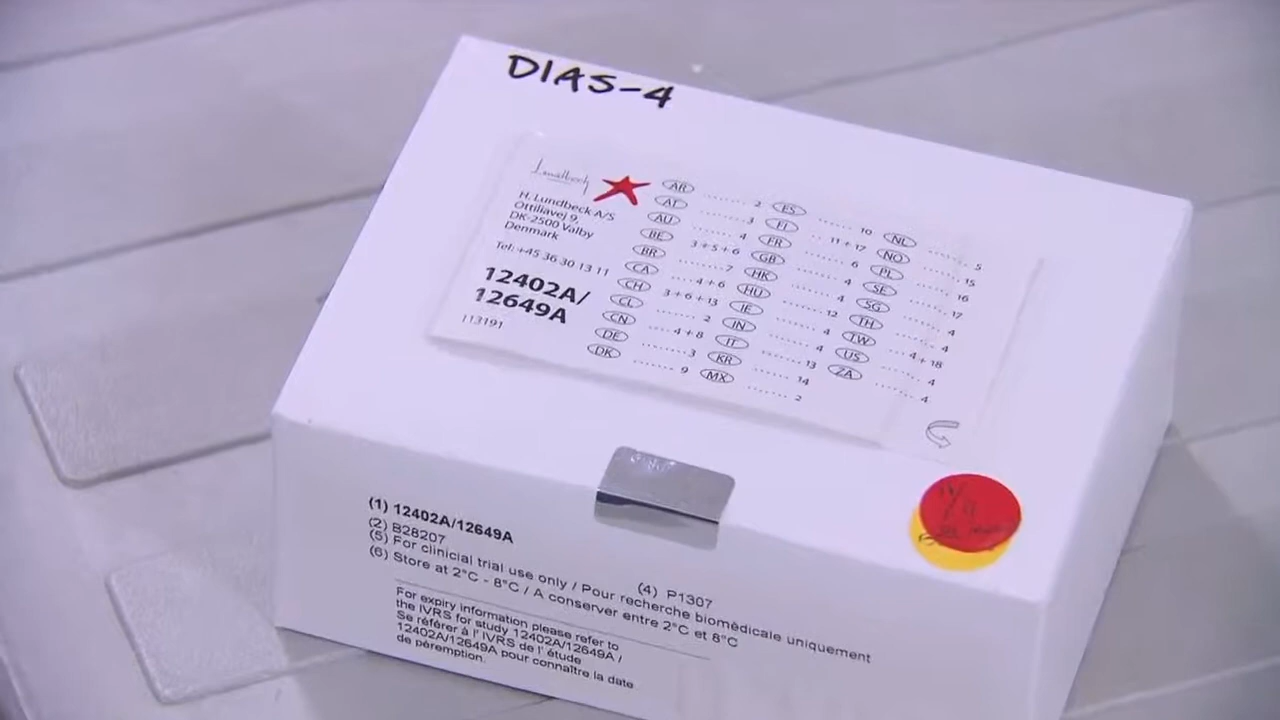 DIAS-4
Lundbeck
H. Lundbeck A/S
Ottiliavej 9,
DK-2500 Valby
Denmark
Tel: +45 36 30 13 11
12402A/
12649A
113191
AR ........ 2
AT ........ 3
AU ........ 4
BE 3+5+6
BR ........ 7
CA ..... 4+6
CH 3+6+13
CL ........ 2
CN ..... 4+8
DE ........ 3
DK ........ 9
ES ....... 10
FI .... 11+17
FR ........ 6
GB ........ 4
HK ........ 4
HU ....... 12
IE ........ 4
IN ........ 4
IT ....... 13
KR ....... 14
MX ........ 2
NL ........ 5
NO ....... 15
PL ....... 16
SE ....... 17
SG ........ 4
TH ........ 4
TW .... 4+18
US ........ 4
ZA ........ 4
(1) 12402A/12649A
(2) B28207 (4) P1307
(5) For clinicial trial use only / Pour recherche biomédicale uniquement
(6) Store at 2°C - 8°C / A conserver entre 2°C et 8°C
For expiry information please refer to
the IVRS for study 12402A/12649A /
Se référer à l' IVRS de l' étude
12402A/12649A pour connaître la date
de péremption.